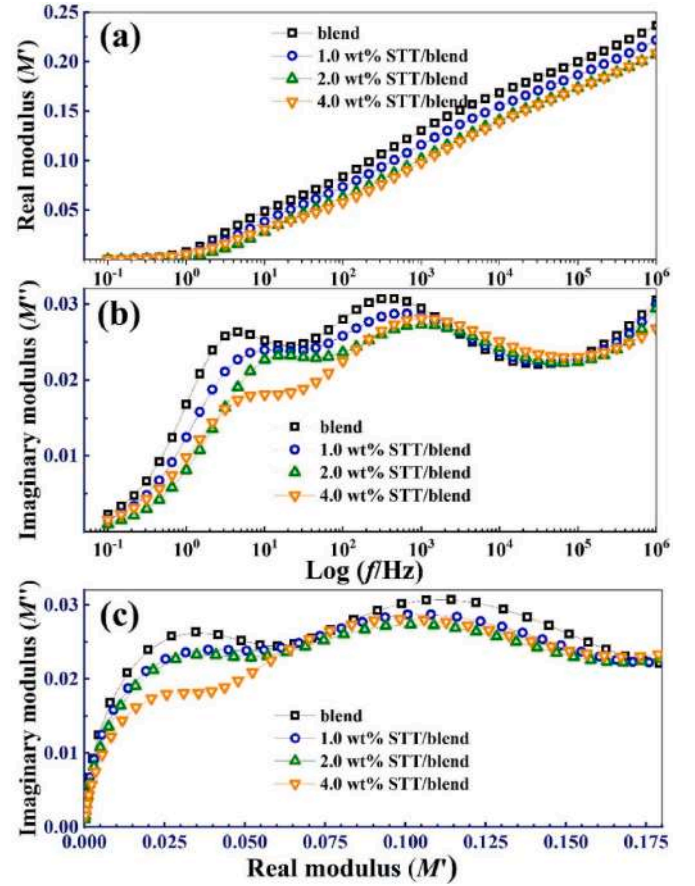 (a)
blend
1.0 wt% STT/blend
2.0 wt% STT/blend
4.0 wt% STT/blend
Real modulus (M')
0.25
0.20
0.15
0.10
0.05
10⁻¹ 10⁰ 10¹ 10² 10³ 10⁴ 10⁵ 10⁶
(b)
blend
1.0 wt% STT/blend
2.0 wt% STT/blend
4.0 wt% STT/blend
Imaginary modulus (M'')
0.03
0.02
0.01
10⁻¹ 10⁰ 10¹ 10² 10³ 10⁴ 10⁵ 10⁶
Log (f/Hz)
(c)
blend
1.0 wt% STT/blend
2.0 wt% STT/blend
4.0 wt% STT/blend
Imaginary modulus (M'')
0.03
0.02
0.01
0.00
0.000 0.025 0.050 0.075 0.100 0.125 0.150 0.175
Real modulus (M')